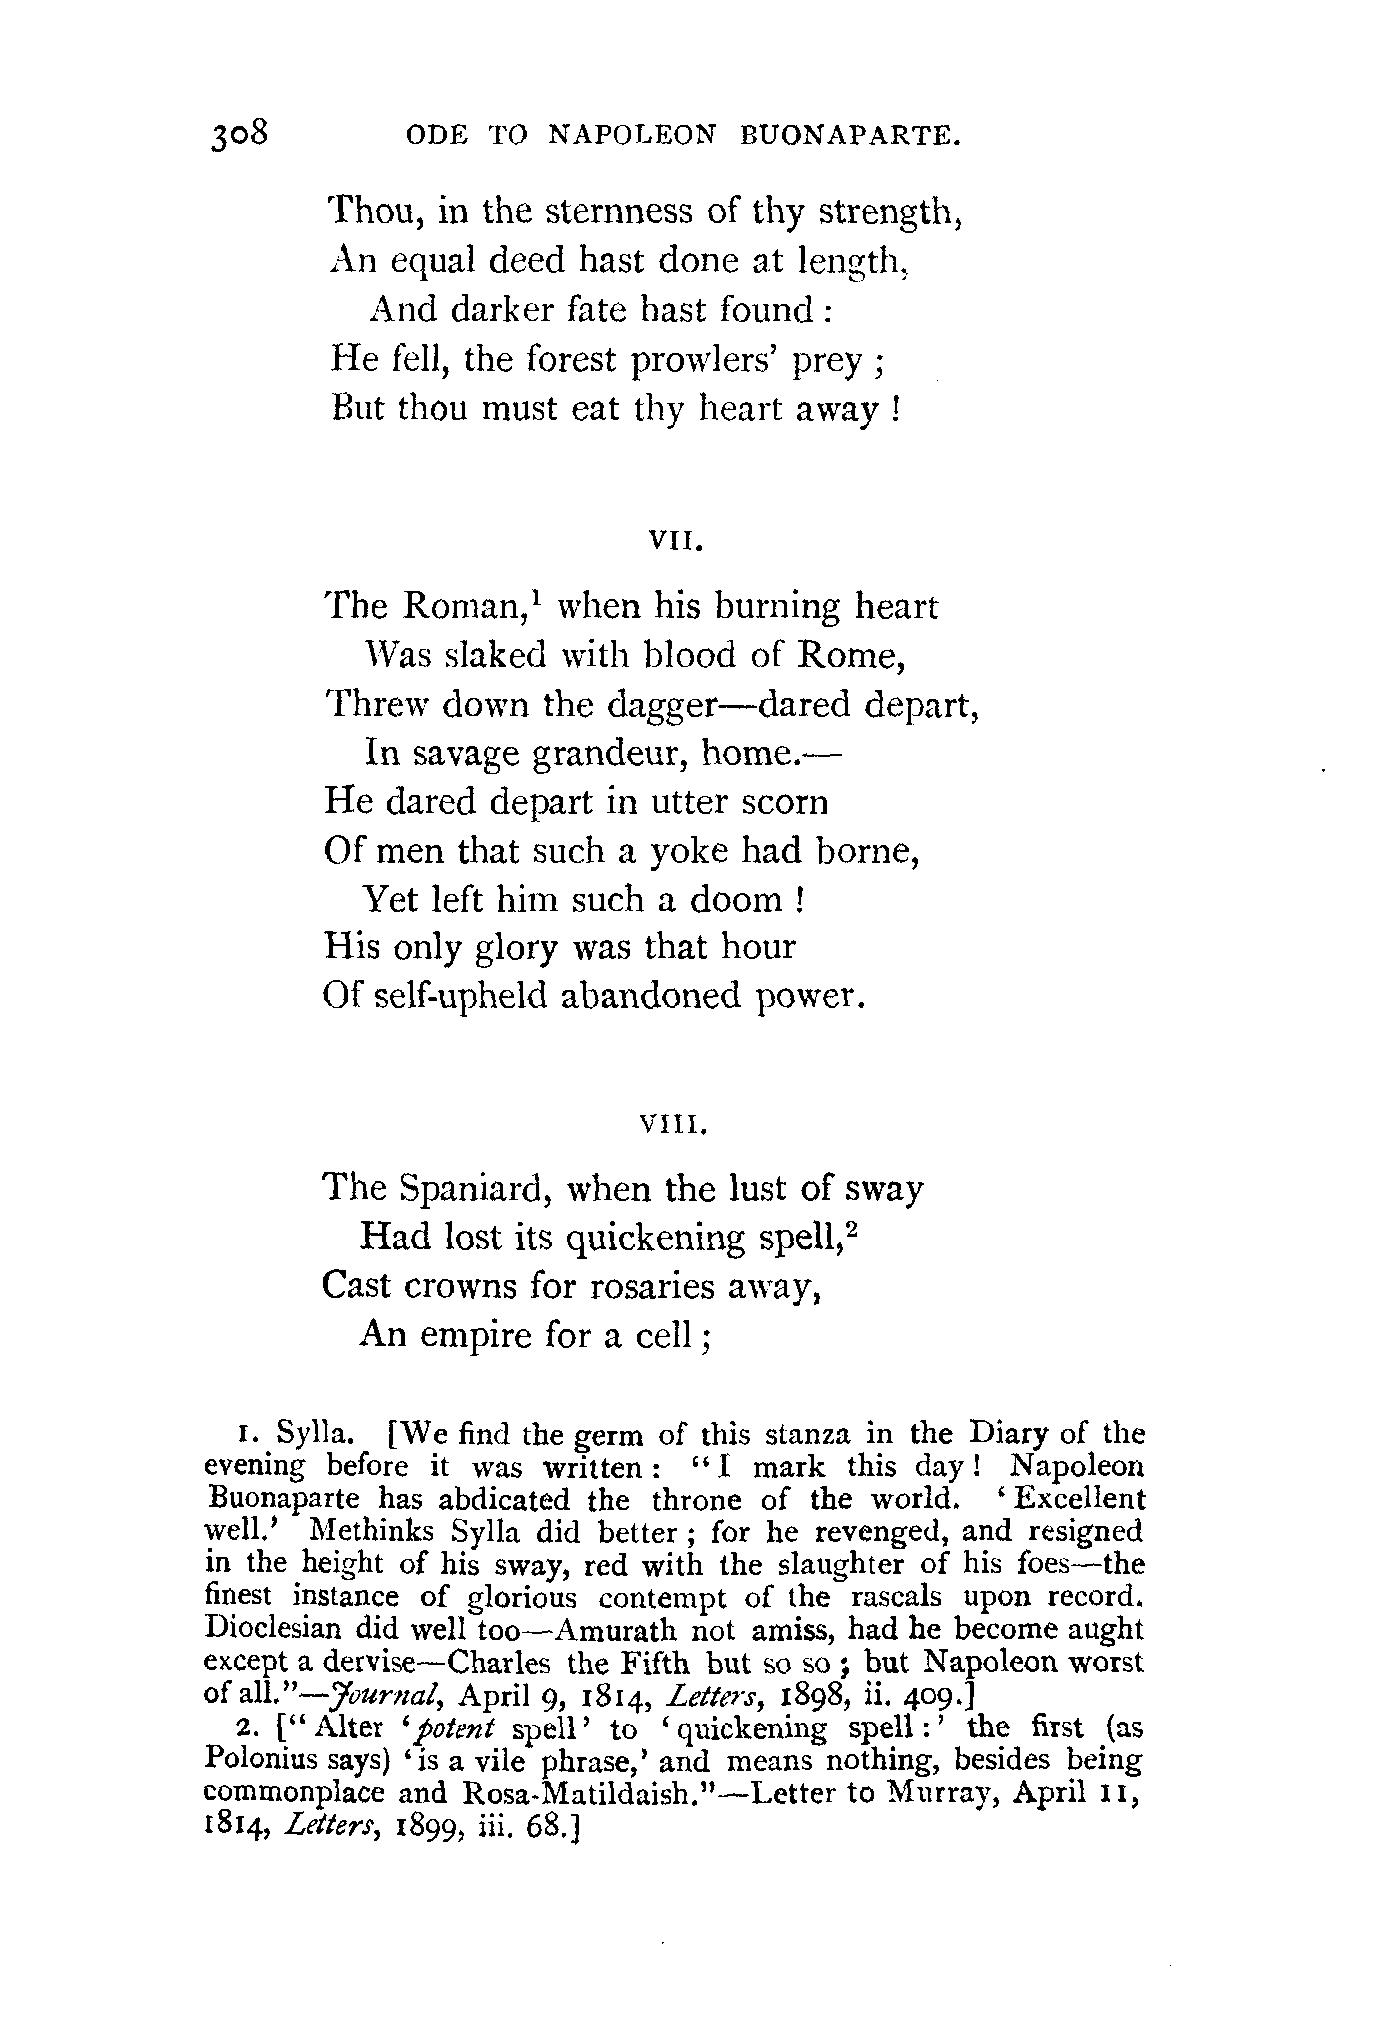 308 ODE TO NAPOLEON BUONAPARTE.
Thou, in the sternness of thy strength,
An equal deed hast done at length,
And darker fate hast found :
He fell, the forest prowlers' prey ;
But thou must eat thy heart away !
VII.
The Roman,¹ when his burning heart
Was slaked with blood of Rome,
Threw down the dagger—dared depart,
In savage grandeur, home.—
He dared depart in utter scorn
Of men that such a yoke had borne,
Yet left him such a doom !
His only glory was that hour
Of self-upheld abandoned power.
VIII.
The Spaniard, when the lust of sway
Had lost its quickening spell,²
Cast crowns for rosaries away,
An empire for a cell ;
1. Sylla. [We find the germ of this stanza in the Diary of the
evening before it was written : "I mark this day ! Napoleon
Buonaparte has abdicated the throne of the world. 'Excellent
well.' Methinks Sylla did better ; for he revenged, and resigned
in the height of his sway, red with the slaughter of his foes—the
finest instance of glorious contempt of the rascals upon record.
Dioclesian did well too—Amurath not amiss, had he become aught
except a dervise—Charles the Fifth but so so ; but Napoleon worst
of all."—Journal, April 9, 1814, Letters, 1898, ii. 409.]
2. ["Alter 'potent spell' to 'quickening spell :' the first (as
Polonius says) 'is a vile phrase,' and means nothing, besides being
commonplace and Rosa-Matildaish."—Letter to Murray, April 11,
1814, Letters, 1899, iii. 68.]